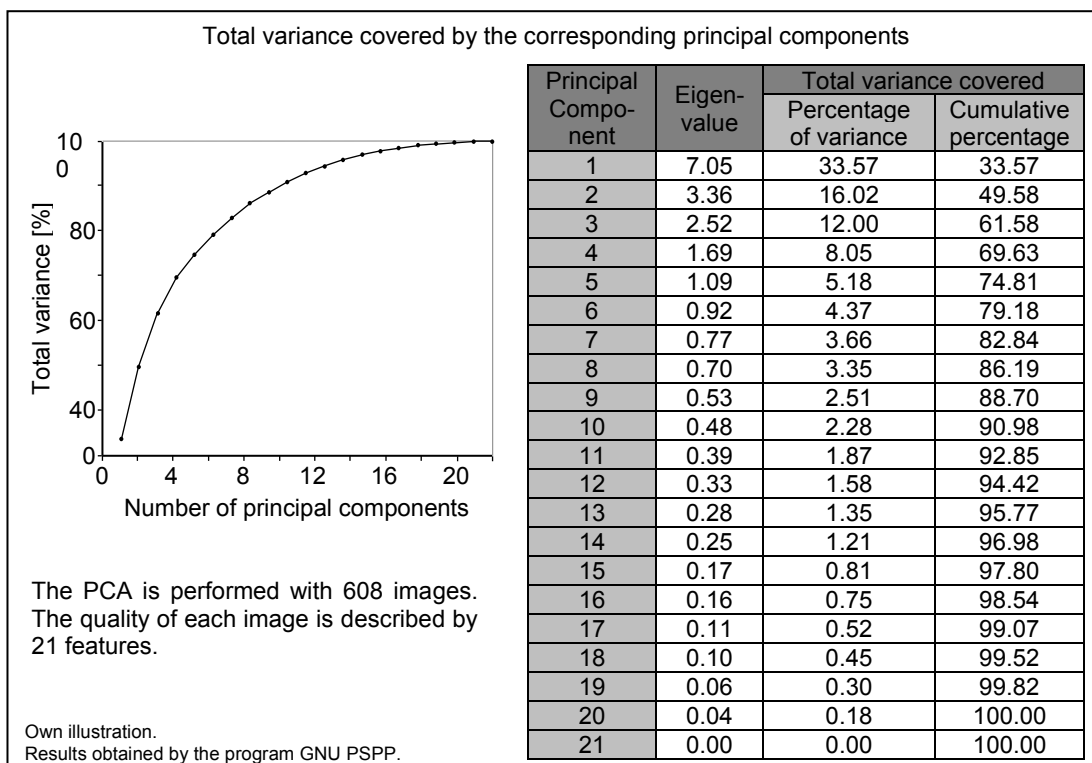 Total variance covered by the corresponding principal components
10
0
80
60
40
0
Total variance [%]
0 4 8 12 16 20
Number of principal components
The PCA is performed with 608 images.
The quality of each image is described by
21 features.
Own illustration.
Results obtained by the program GNU PSPP.
Principal
Compo-
nent
Eigen-
value
Total variance covered
Percentage
of variance
Cumulative
percentage
1 7.05 33.57 33.57
2 3.36 16.02 49.58
3 2.52 12.00 61.58
4 1.69 8.05 69.63
5 1.09 5.18 74.81
6 0.92 4.37 79.18
7 0.77 3.66 82.84
8 0.70 3.35 86.19
9 0.53 2.51 88.70
10 0.48 2.28 90.98
11 0.39 1.87 92.85
12 0.33 1.58 94.42
13 0.28 1.35 95.77
14 0.25 1.21 96.98
15 0.17 0.81 97.80
16 0.16 0.75 98.54
17 0.11 0.52 99.07
18 0.10 0.45 99.52
19 0.06 0.30 99.82
20 0.04 0.18 100.00
21 0.00 0.00 100.00